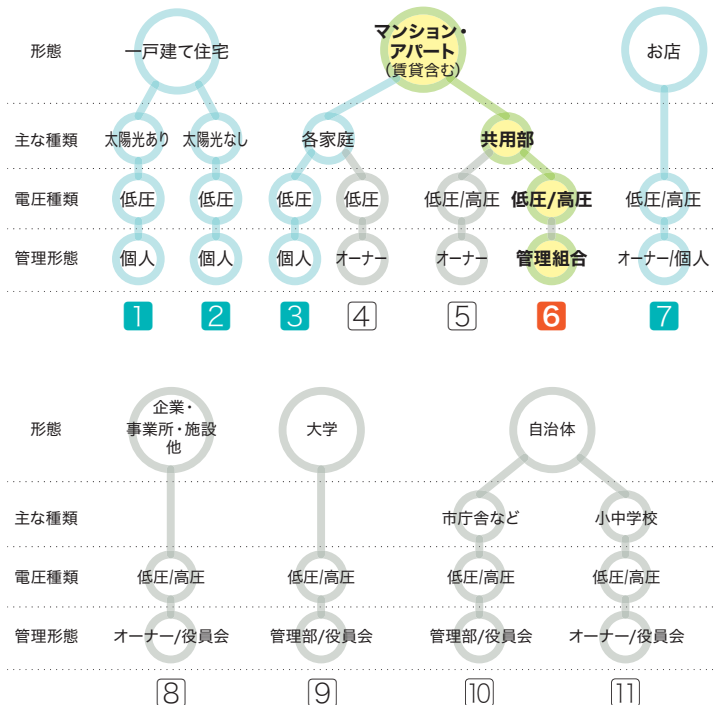 形態
一戸建て住宅
マンション・
アパート
(賃貸含む)
お店
主な種類
太陽光あり 太陽光なし 各家庭 共用部
電圧種類
低圧 低圧 低圧 低圧 低圧/高圧 低圧/高圧 低圧/高圧
管理形態
個人 個人 個人 オーナー オーナー 管理組合 オーナー/個人
1 2 3 4 5 6 7
形態
企業・
事業所・施設
他
大学
自治体
主な種類
市庁舎など 小中学校
電圧種類
低圧/高圧 低圧/高圧 低圧/高圧 低圧/高圧
管理形態
オーナー/役員会 管理部/役員会 管理部/役員会 オーナー/役員会
8 9 10 11